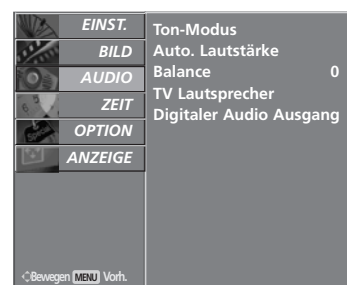 EINST.
BILD
AUDIO
ZEIT
OPTION
ANZEIGE
Ton-Modus
Auto. Lautstärke
Balance 0
TV Lautsprecher
Digitaler Audio Ausgang
Bewegen MENU Vorh.